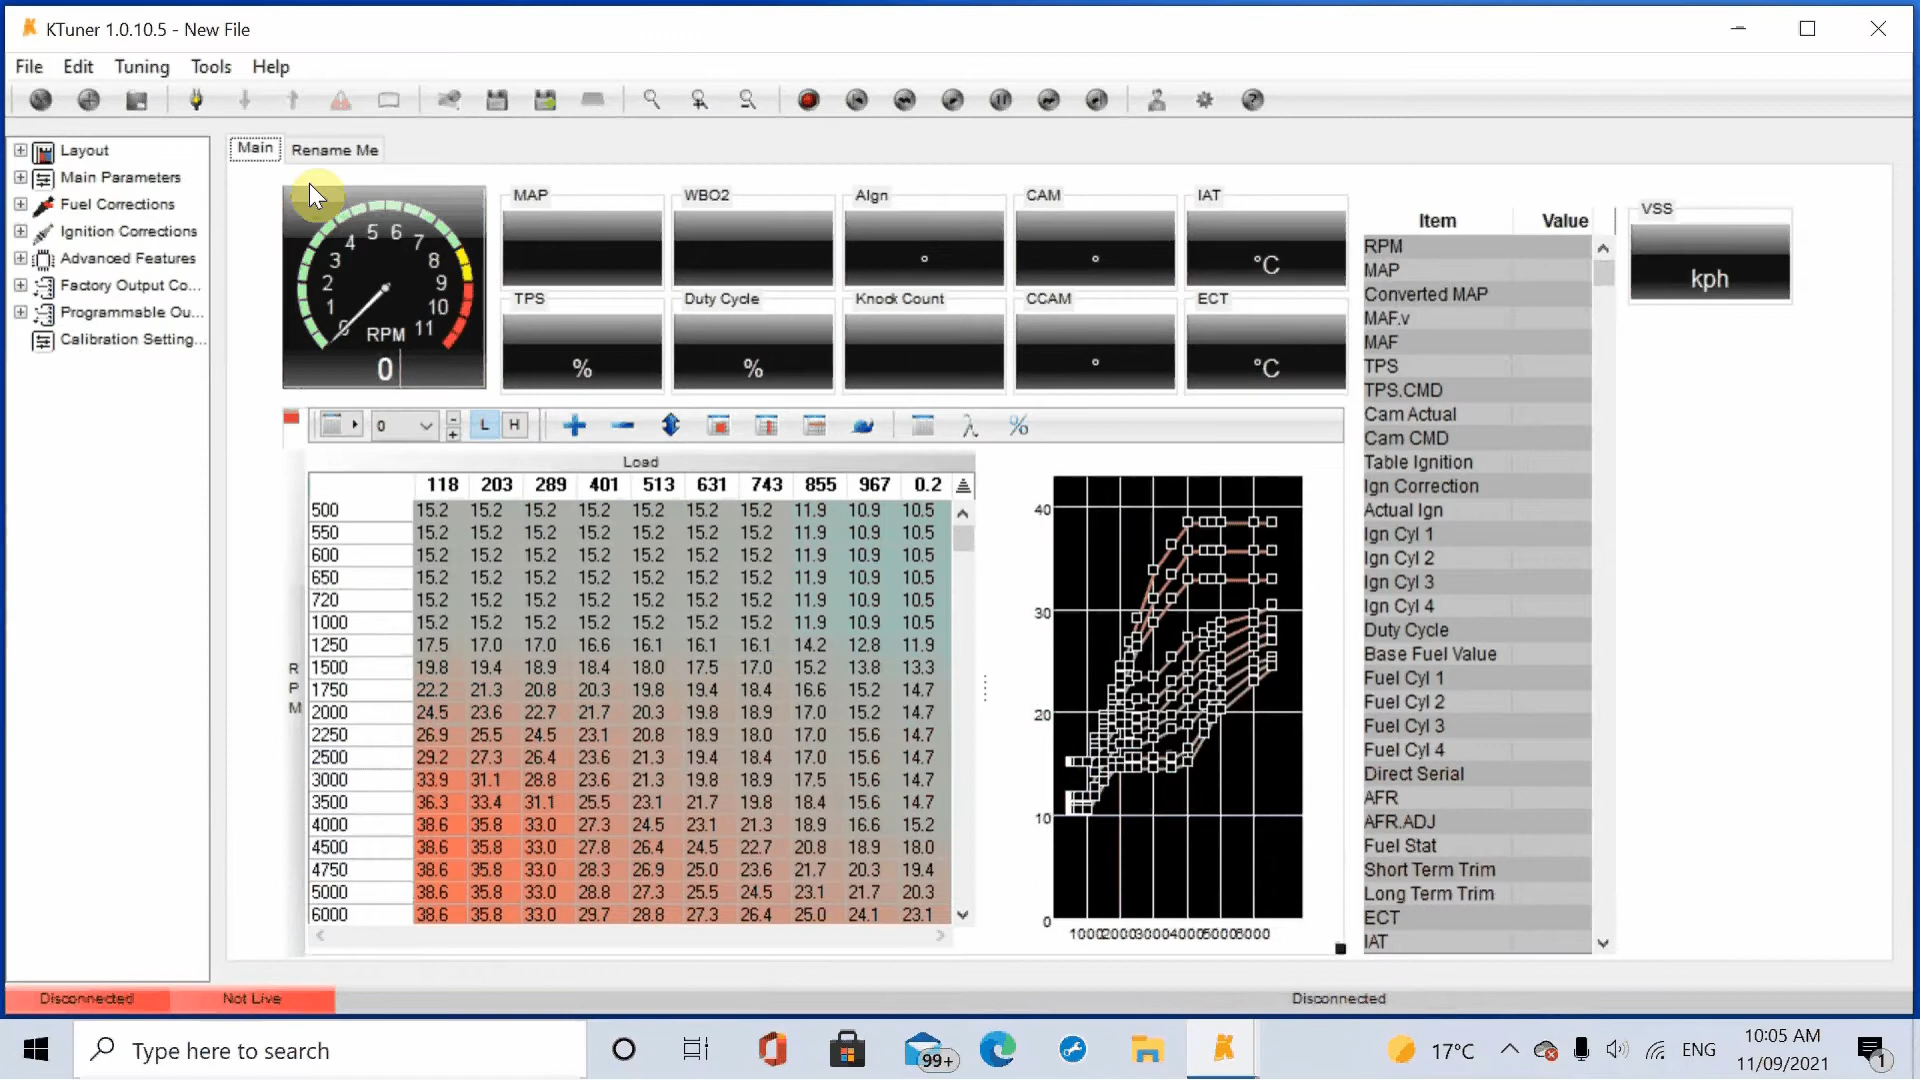 KTuner 1.0.10.5 - New File
File Edit Tuning Tools Help
Layout
Main Parameters
Fuel Corrections
Ignition Corrections
Advanced Features
Factory Output Co...
Programmable Ou...
Calibration Setting...
Main Rename Me
0 1 2 3 4 5 6 7 8 9 10 11
RPM
0
MAP WBO2 AIgn CAM IAT
° ° °C
TPS Duty Cycle Knock Count CCAM ECT
% % ° °C
VSS
kph
0 L H λ %
Load
118 203 289 401 513 631 743 855 967 0.2
RPM
500 15.2 15.2 15.2 15.2 15.2 15.2 15.2 11.9 10.9 10.5
550 15.2 15.2 15.2 15.2 15.2 15.2 15.2 11.9 10.9 10.5
600 15.2 15.2 15.2 15.2 15.2 15.2 15.2 11.9 10.9 10.5
650 15.2 15.2 15.2 15.2 15.2 15.2 15.2 11.9 10.9 10.5
720 15.2 15.2 15.2 15.2 15.2 15.2 15.2 11.9 10.9 10.5
1000 15.2 15.2 15.2 15.2 15.2 15.2 15.2 11.9 10.9 10.5
1250 17.5 17.0 17.0 16.6 16.1 16.1 16.1 14.2 12.8 11.9
1500 19.8 19.4 18.9 18.4 18.0 17.5 17.0 15.2 13.8 13.3
1750 22.2 21.3 20.8 20.3 19.8 19.4 18.4 16.6 15.2 14.7
2000 24.5 23.6 22.7 21.7 20.3 19.8 18.9 17.0 15.2 14.7
2250 26.9 25.5 24.5 23.1 20.8 18.9 18.0 17.0 15.6 14.7
2500 29.2 27.3 26.4 23.6 21.3 19.4 18.4 17.0 15.6 14.7
3000 33.9 31.1 28.8 23.6 21.3 19.8 18.9 17.5 15.6 14.7
3500 36.3 33.4 31.1 25.5 23.1 21.7 19.8 18.4 15.6 14.7
4000 38.6 35.8 33.0 27.3 24.5 23.1 21.3 18.9 16.6 15.2
4500 38.6 35.8 33.0 27.8 26.4 24.5 22.7 20.8 18.9 18.0
4750 38.6 35.8 33.0 28.3 26.9 25.0 23.6 21.7 20.3 19.4
5000 38.6 35.8 33.0 28.8 27.3 25.5 24.5 23.1 21.7 20.3
6000 38.6 35.8 33.0 29.7 28.8 27.3 26.4 25.0 24.1 23.1
40
30
20
10
0
1000 2000 3000 4000 5000 6000
Item Value
RPM
MAP
Converted MAP
MAF.v
MAF
TPS
TPS.CMD
Cam Actual
Cam CMD
Table Ignition
Ign Correction
Actual Ign
Ign Cyl 1
Ign Cyl 2
Ign Cyl 3
Ign Cyl 4
Duty Cycle
Base Fuel Value
Fuel Cyl 1
Fuel Cyl 2
Fuel Cyl 3
Fuel Cyl 4
Direct Serial
AFR
AFR.ADJ
Fuel Stat
Short Term Trim
Long Term Trim
ECT
IAT
Disconnected Not Live Disconnected
Type here to search
99+
17°C
ENG
10:05 AM
11/09/2021
1